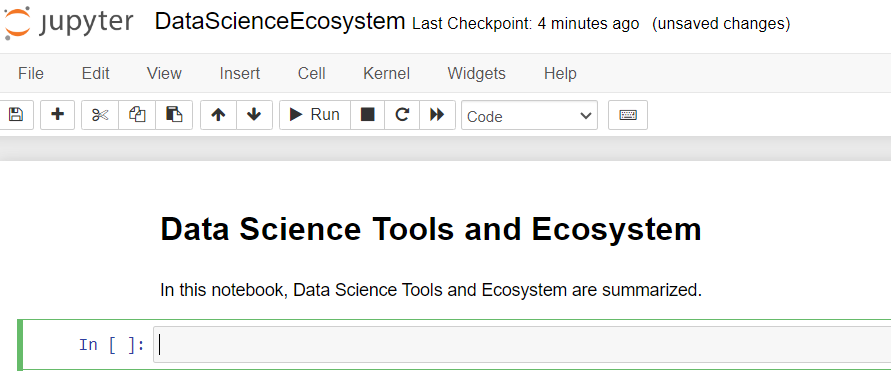 jupyter DataScienceEcosystem Last Checkpoint: 4 minutes ago (unsaved changes)
File Edit View Insert Cell Kernel Widgets Help
Run Code
Data Science Tools and Ecosystem
In this notebook, Data Science Tools and Ecosystem are summarized.
In [ ]: